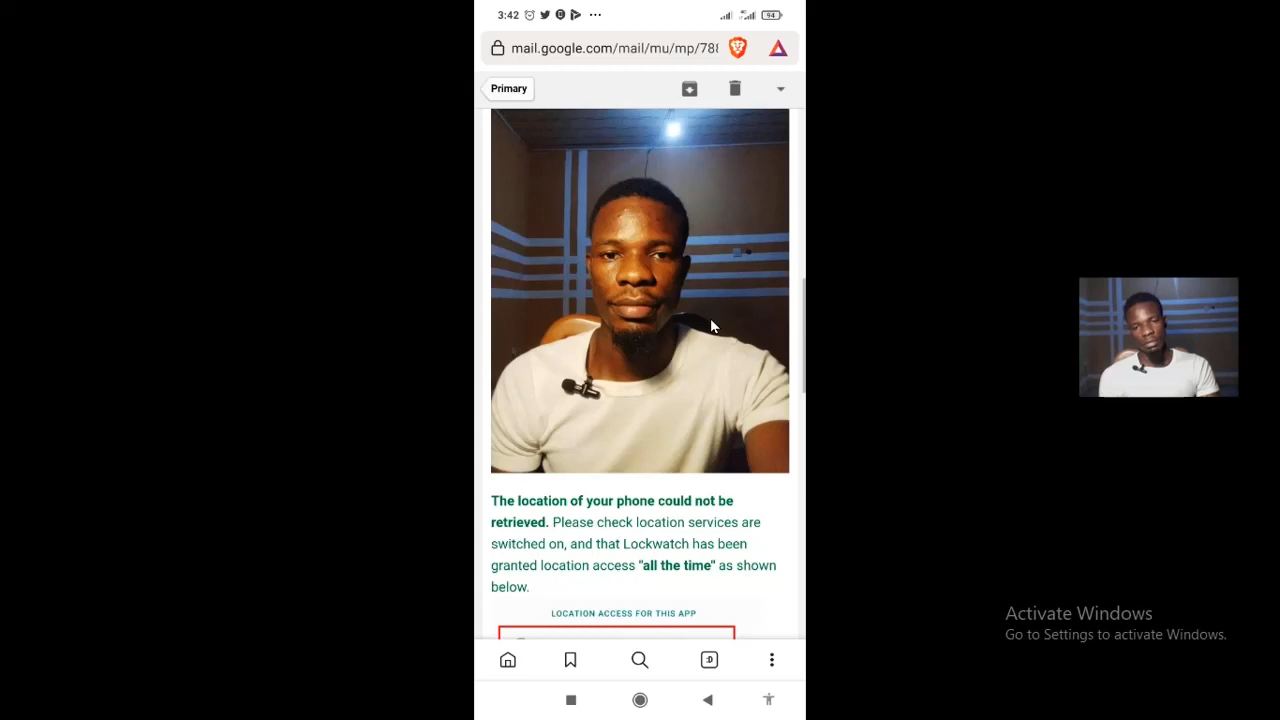 3:42
94
mail.google.com/mail/mu/mp/788
Primary
The location of your phone could not be
retrieved. Please check location services are
switched on, and that Lockwatch has been
granted location access "all the time" as shown
below.
LOCATION ACCESS FOR THIS APP
:D
Activate Windows
Go to Settings to activate Windows.